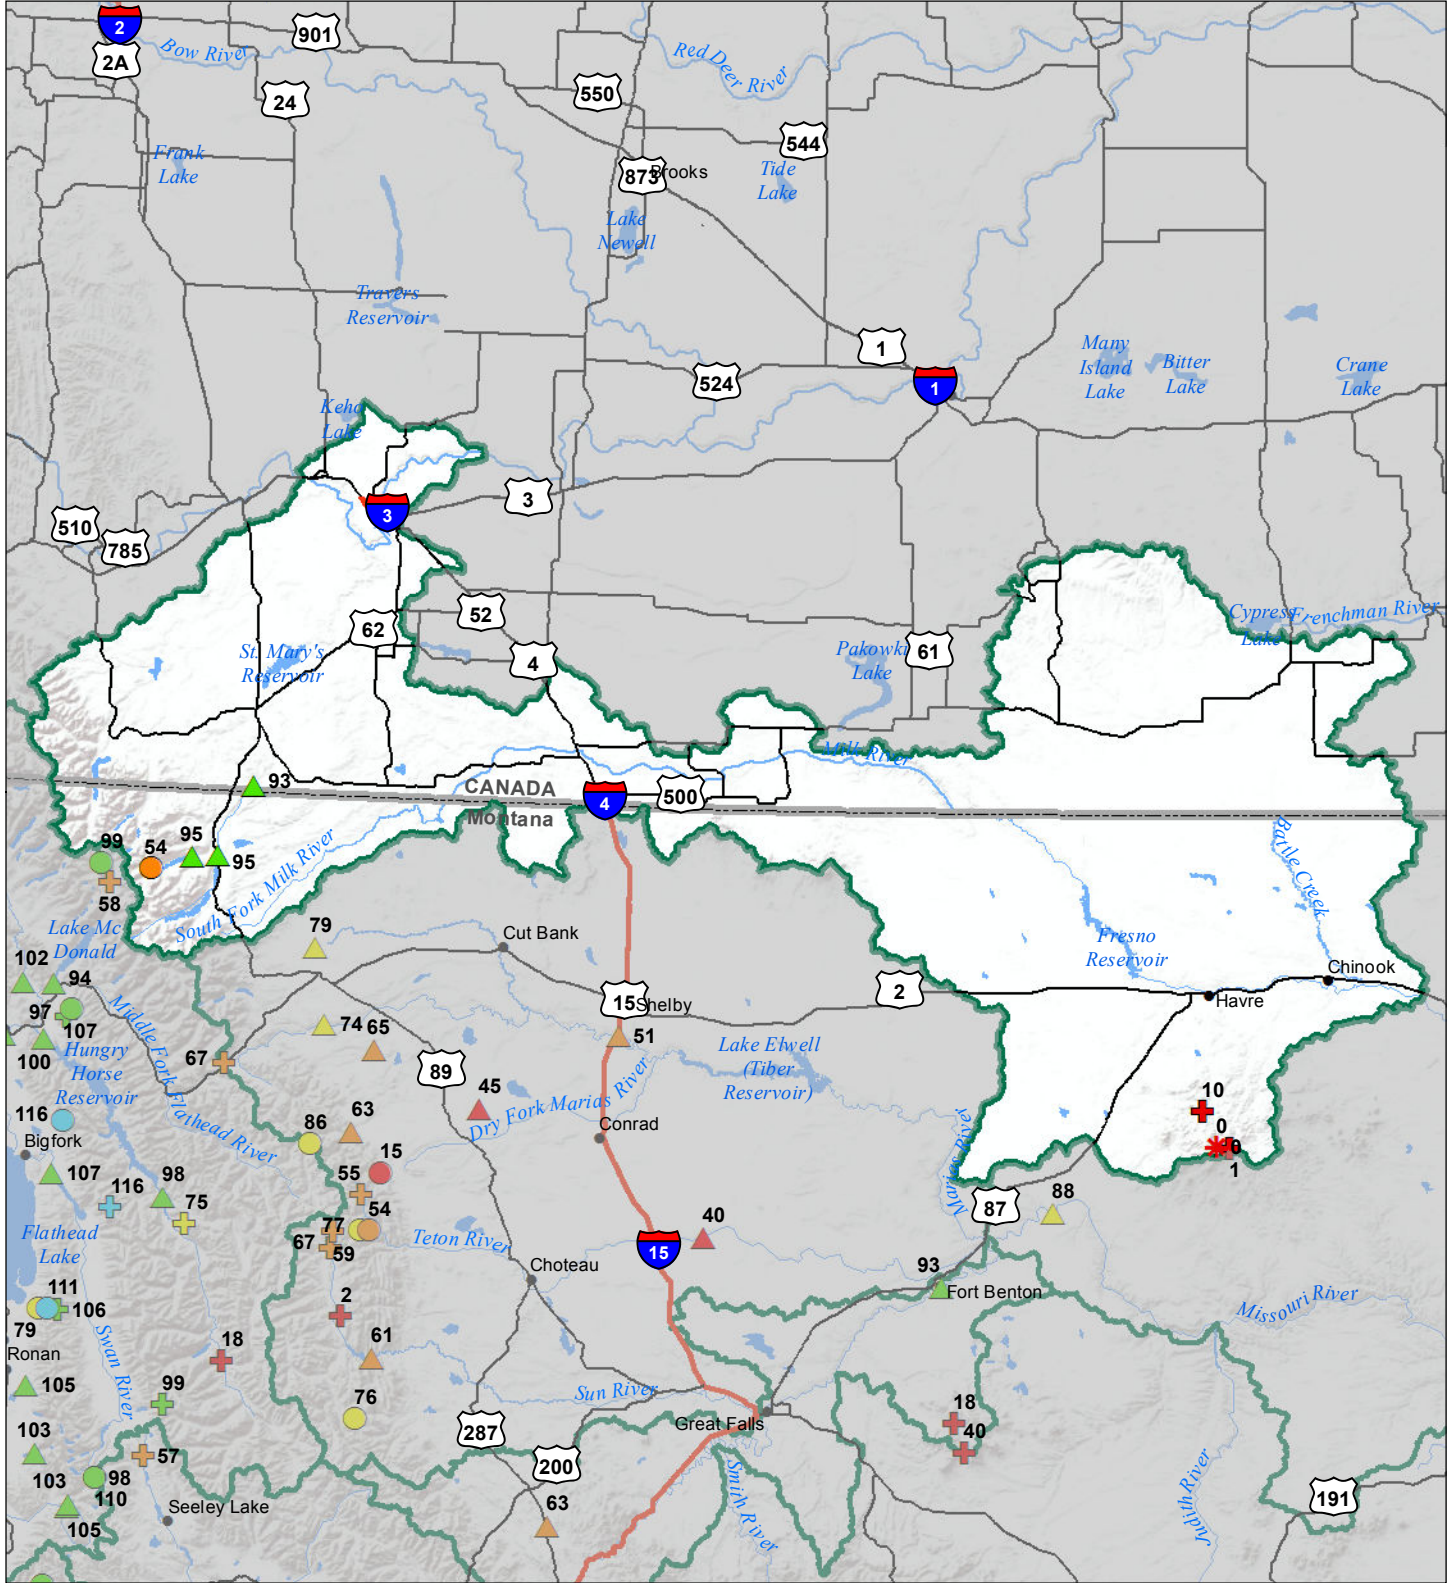 2
901
2A
Bow River
Red Deer River
24
550
544
Frank
Lake
873
Brooks
Tide
Lake
Lake
Newell
Travers
Reservoir
1
Many
Island
Lake
Bitter
Lake
Crane
Lake
524
1
Keho
Lake
3
3
510
785
52
62
Cypress
Lake
Frenchman River
St. Mary's
Reservoir
4
Pakowki
Lake
61
Milk River
93
CANADA
Montana
4
500
99
54
95
95
58
South Fork Milk River
Battle Creek
Lake Mc
Donald
79
Cut Bank
Fresno
Reservoir
Chinook
102
94
15
Shelby
2
Havre
97
107
100
Middle Fork Flathead River
Hungry
Horse
Reservoir
74
65
51
67
89
Lake Elwell
(Tiber
Reservoir)
45
Dry Fork Marias River
10
116
Bigfork
86
63
Conrad
0
0
1
15
107
116
98
75
55
Marias River
87
88
77
54
67
59
Flathead
Lake
Teton River
40
15
Choteau
93
Fort Benton
111
106
79
2
Missouri River
Ronan
Swan River
18
61
105
99
76
Sun River
287
Great Falls
18
40
103
57
200
103
98
110
105
Seeley Lake
63
Smith River
Judith River
191